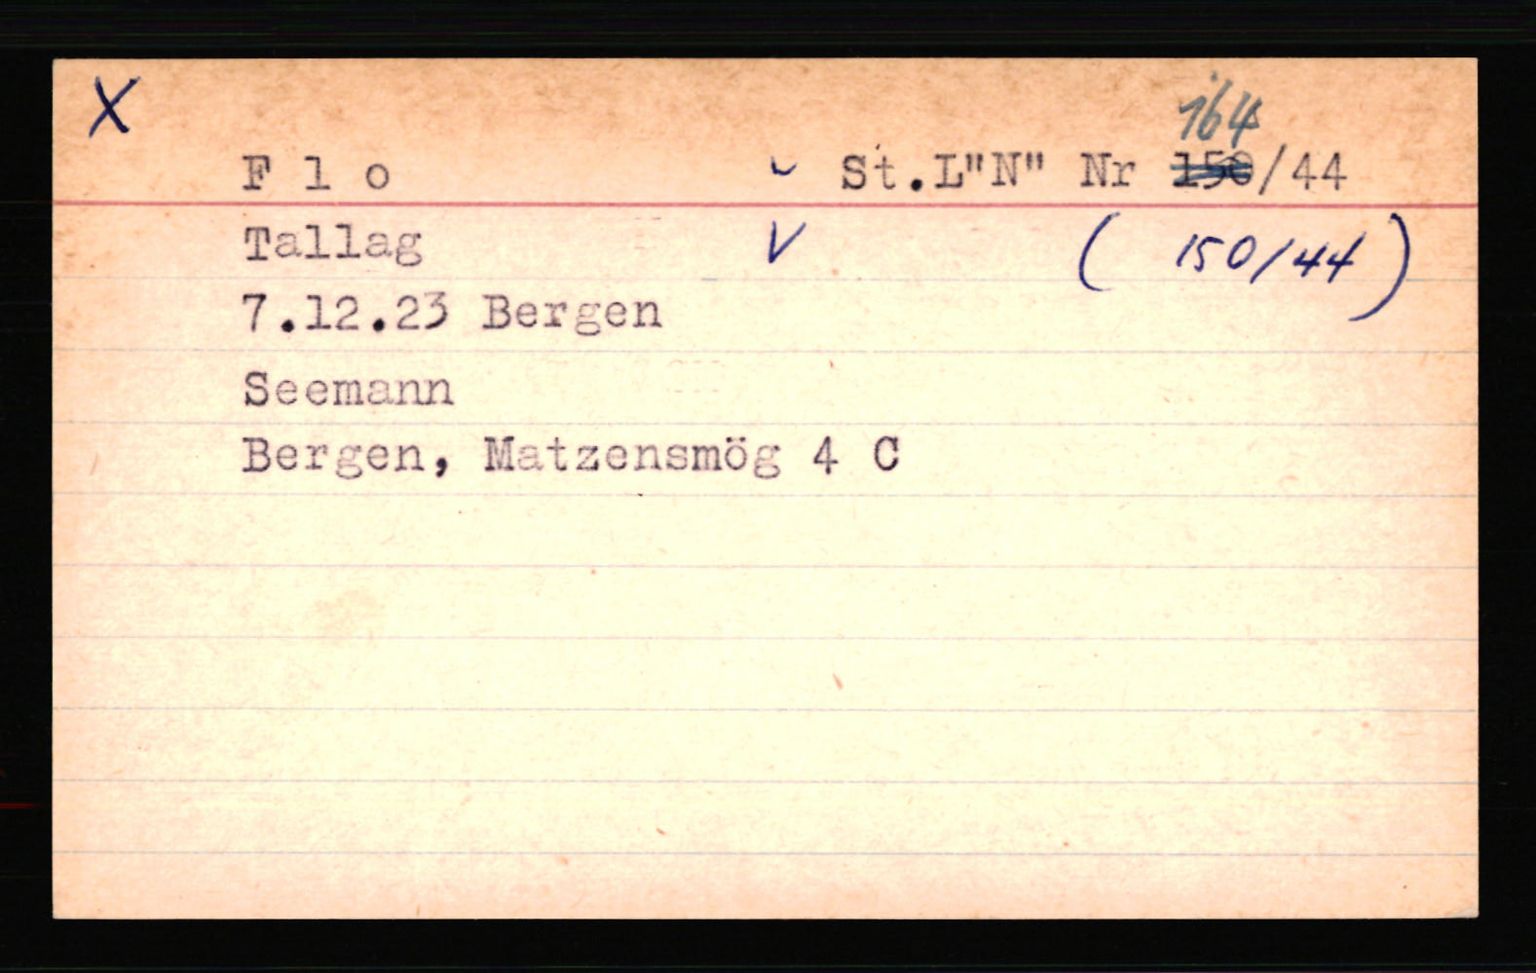 X
164
F l o St.L"N" Nr 150/44
Tallag V ( 150/44 )
7.12.23 Bergen
Seemann
Bergen, Matzensmög 4 C